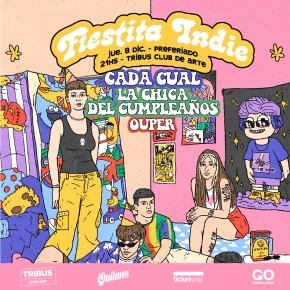 Fiestita Indie
JUE. 8 DIC. - PREFERIADO
21HS - TRIBUS CLUB DE ARTE
CADA CUAL
LA CHICA
DEL CUMPLEAÑOS
OUPER
TRIBUS
Quilmes
ticketway
GO